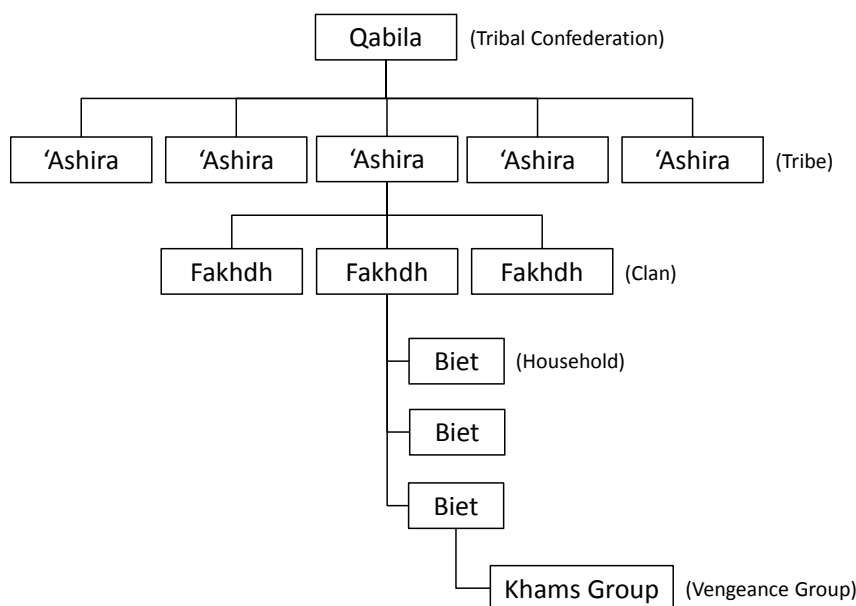 Qabila (Tribal Confederation)
‘Ashira ‘Ashira ‘Ashira ‘Ashira ‘Ashira (Tribe)
Fakhdh Fakhdh Fakhdh (Clan)
Biet (Household)
Biet
Biet
Khams Group (Vengeance Group)